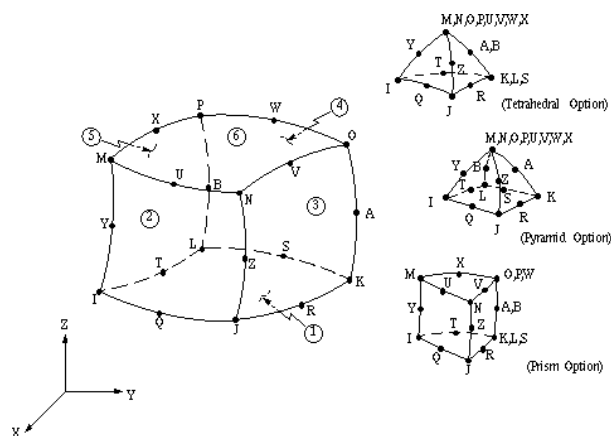 M,N,O,P,U,V,W,X
Y
A,B
T
Z
I
K,L,S
Q
R
J
(Tetrahedral Option)
P
W
4
X
5
6
O
M
V
U
B
N
2
3
A
Y
L
S
T
Z
K
I
R
Q
J
1
Z
Y
X
M,N,O,P,U,V,W,X
Y
B
A
Z
T
S
L
I
K
Q
R
J
(Pyramid Option)
X
M
O,P,W
U
V
N
Y
A,B
T
Z
I
K,L,S
Q
R
J
(Prism Option)